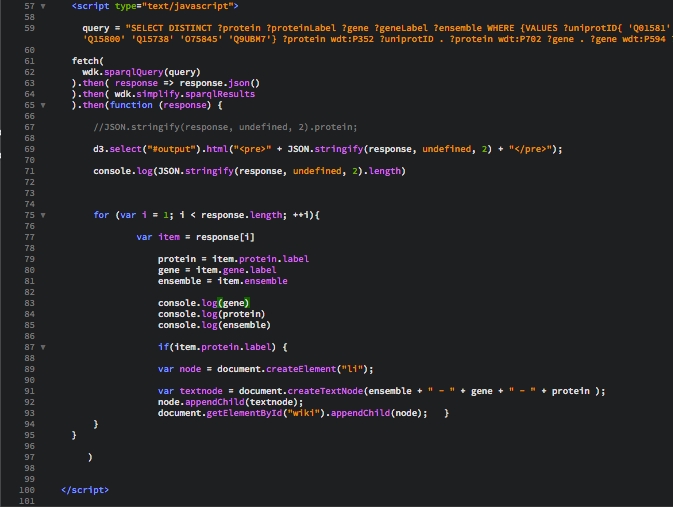 57 ▼ <script type="text/javascript">
58
59 query = "SELECT DISTINCT ?protein ?proteinLabel ?gene ?geneLabel ?ensemble WHERE {VALUES ?uniprotID{ 'Q01581'
'Q15800' 'Q15738' 'O75845' 'Q9UBM7'} ?protein wdt:P352 ?uniprotID . ?protein wdt:P702 ?gene . ?gene wdt:P594 ?
60
61 fetch(
62 wdk.sparqlQuery(query)
63 ).then( response => response.json()
64 ).then( wdk.simplify.sparqlResults
65 ▼ ).then(function (response) {
66
67 //JSON.stringify(response, undefined, 2).protein;
68
69 d3.select("#output").html("<pre>" + JSON.stringify(response, undefined, 2) + "</pre>");
70
71 console.log(JSON.stringify(response, undefined, 2).length)
72
73
74
75 ▼ for (var i = 1; i < response.length; ++i){
76
77 var item = response[i]
78
79 protein = item.protein.label
80 gene = item.gene.label
81 ensemble = item.ensemble
82
83 console.log(gene)
84 console.log(protein)
85 console.log(ensemble)
86
87 ▼ if(item.protein.label) {
88
89 var node = document.createElement("li");
90
91 var textnode = document.createTextNode(ensemble + " - " + gene + " - " + protein );
92 node.appendChild(textnode);
93 document.getElementById("wiki").appendChild(node); }
94 }
95 }
96
97 )
98
99
100 </script>
101